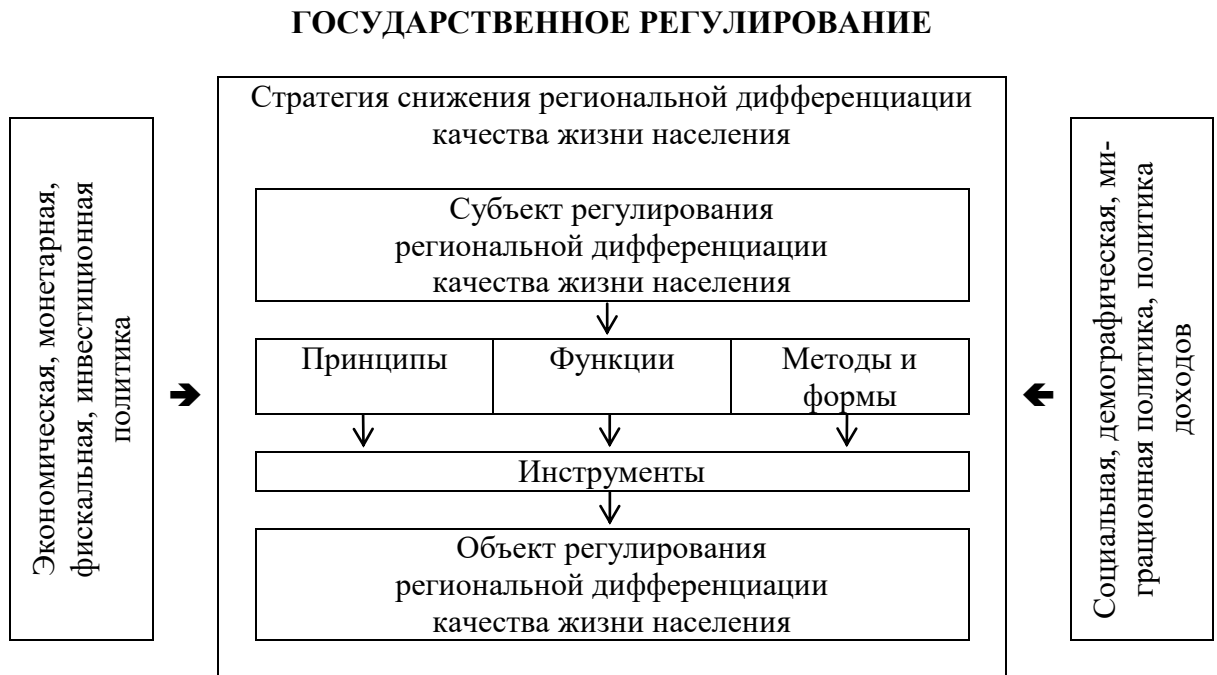 ГОСУДАРСТВЕННОЕ РЕГУЛИРОВАНИЕ
Экономическая, монетарная,
фискальная, инвестиционная
политика
Стратегия снижения региональной дифференциации
качества жизни населения
Субъект регулирования
региональной дифференциации
качества жизни населения
Принципы
Функции
Методы и
формы
Инструменты
Объект регулирования
региональной дифференциации
качества жизни населения
Социальная, демографическая, ми-
грационная политика, политика
доходов